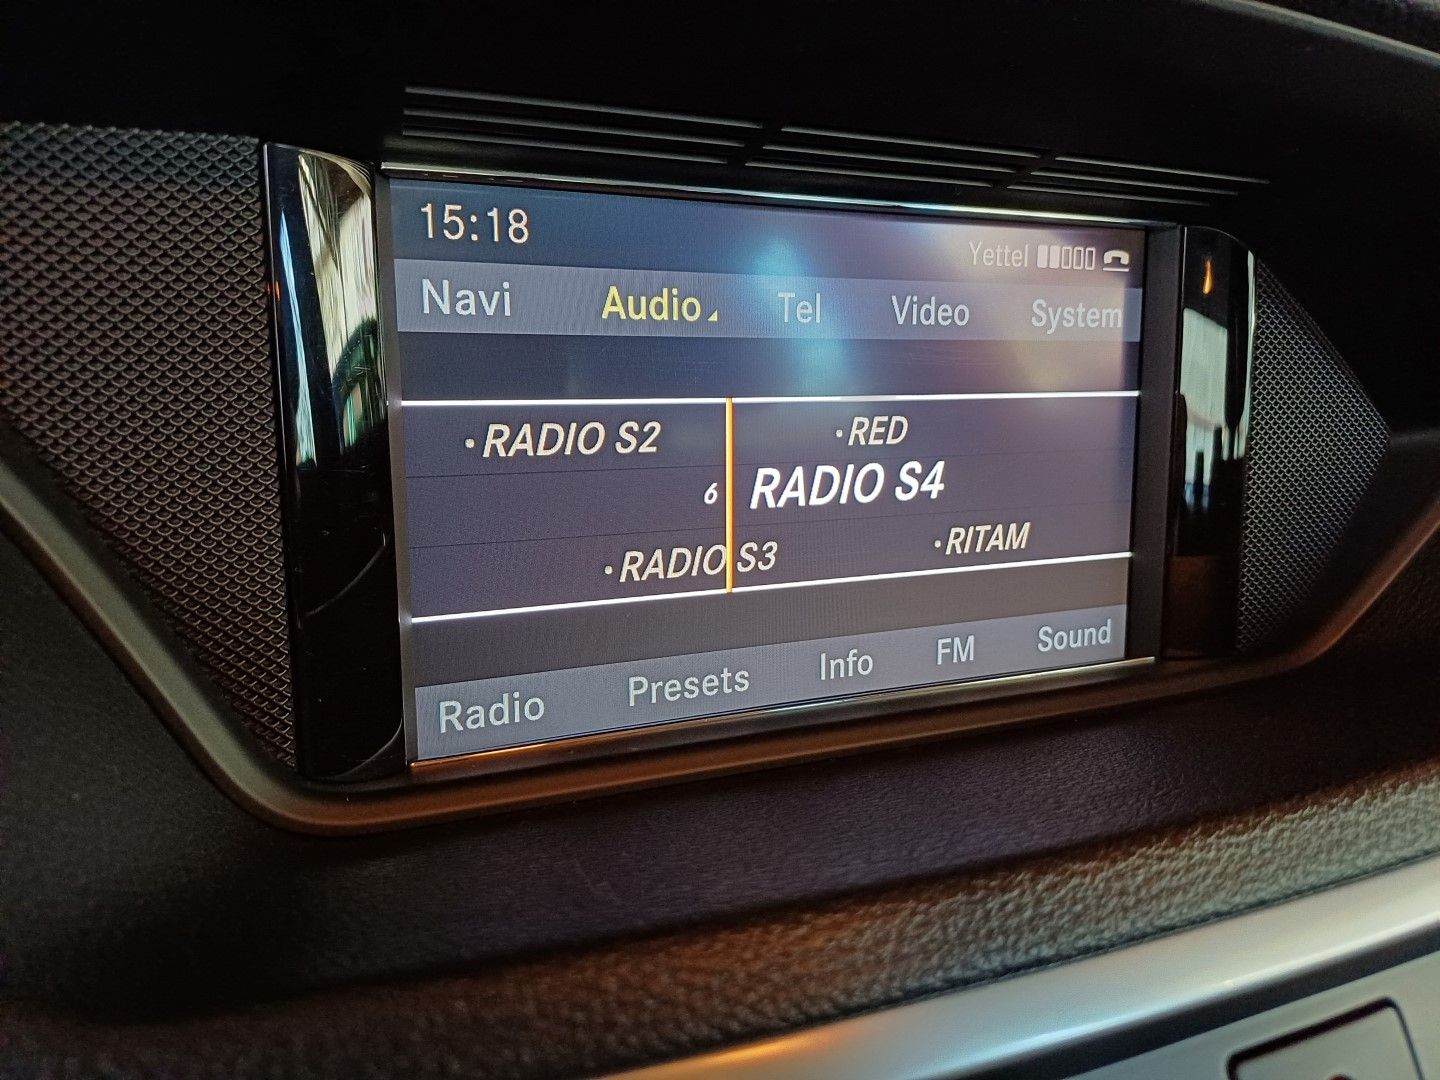 15:18
Yettel
Navi Audio Tel Video System
RADIO S2 RED
6 RADIO S4
RADIO S3 RITAM
Radio Presets Info FM Sound